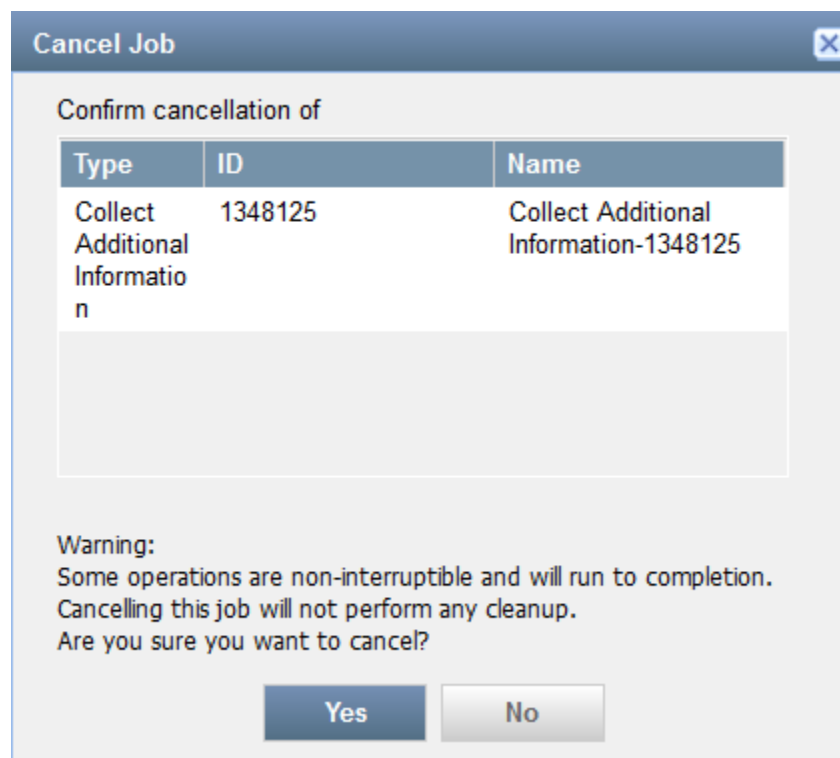 Cancel Job
Confirm cancellation of
Type ID Name
Collect 1348125 Collect Additional
Additional Information-1348125
Informatio
n
Warning:
Some operations are non-interruptible and will run to completion.
Cancelling this job will not perform any cleanup.
Are you sure you want to cancel?
Yes No